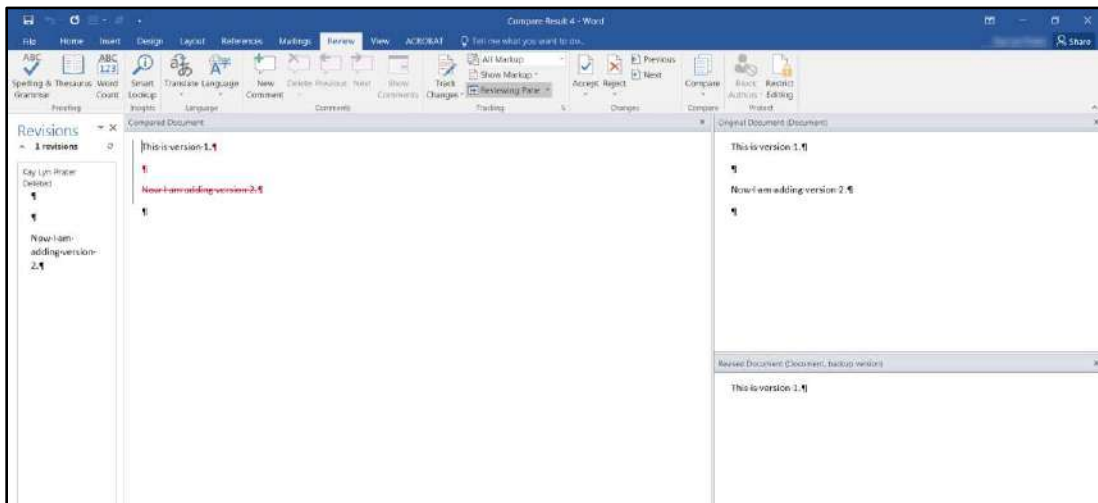 Compare Result 4 - Word
File Home Insert Design Layout References Mailings Review View ACROBAT Tell me what you want to do... Share
ABC ABC 123
Spelling & Grammar Thesaurus Word Count Smart Lookup Translate Language New Comment Delete Previous Next Show Comments Track Changes All Markup Show Markup Reviewing Pane Accept Reject Previous Next Compare Block Authors Restrict Editing
Proofing Insights Language Comments Tracking Changes Compare Protect
Revisions
1 revisions
Kay Lyn Prater
Deleted
¶
¶
Now·I·am·
adding·version·
2.¶
Compared Document
This·is·version·1.¶
¶
Now·I·am·adding·version·2.¶
¶
Original Document (Document)
This·is·version·1.¶
¶
Now·I·am·adding·version·2.¶
¶
Revised Document (Document, backup version)
This·is·version·1.¶